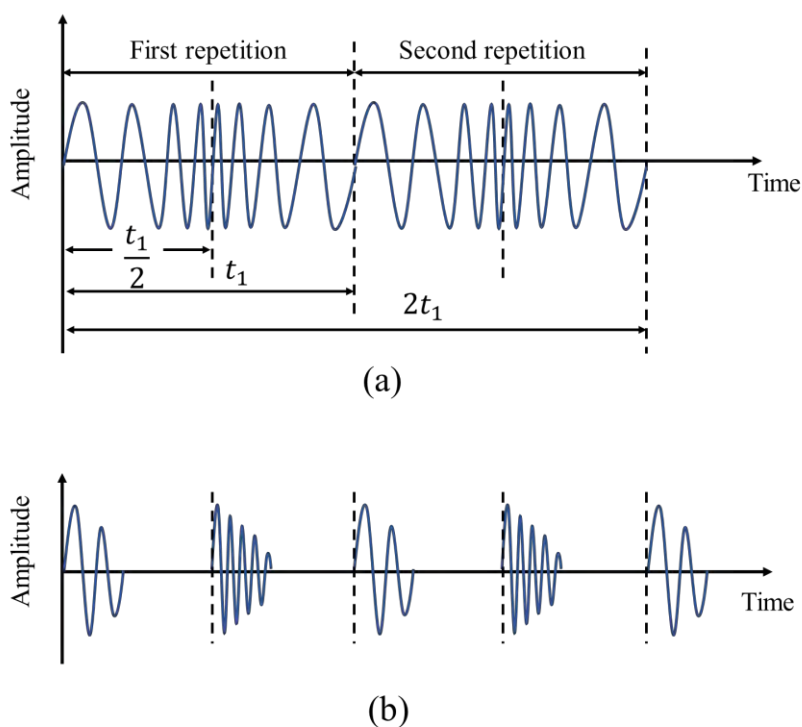 First repetition
Second repetition
Amplitude
Time
t₁/2
t₁
2t₁
(a)
Amplitude
Time
(b)